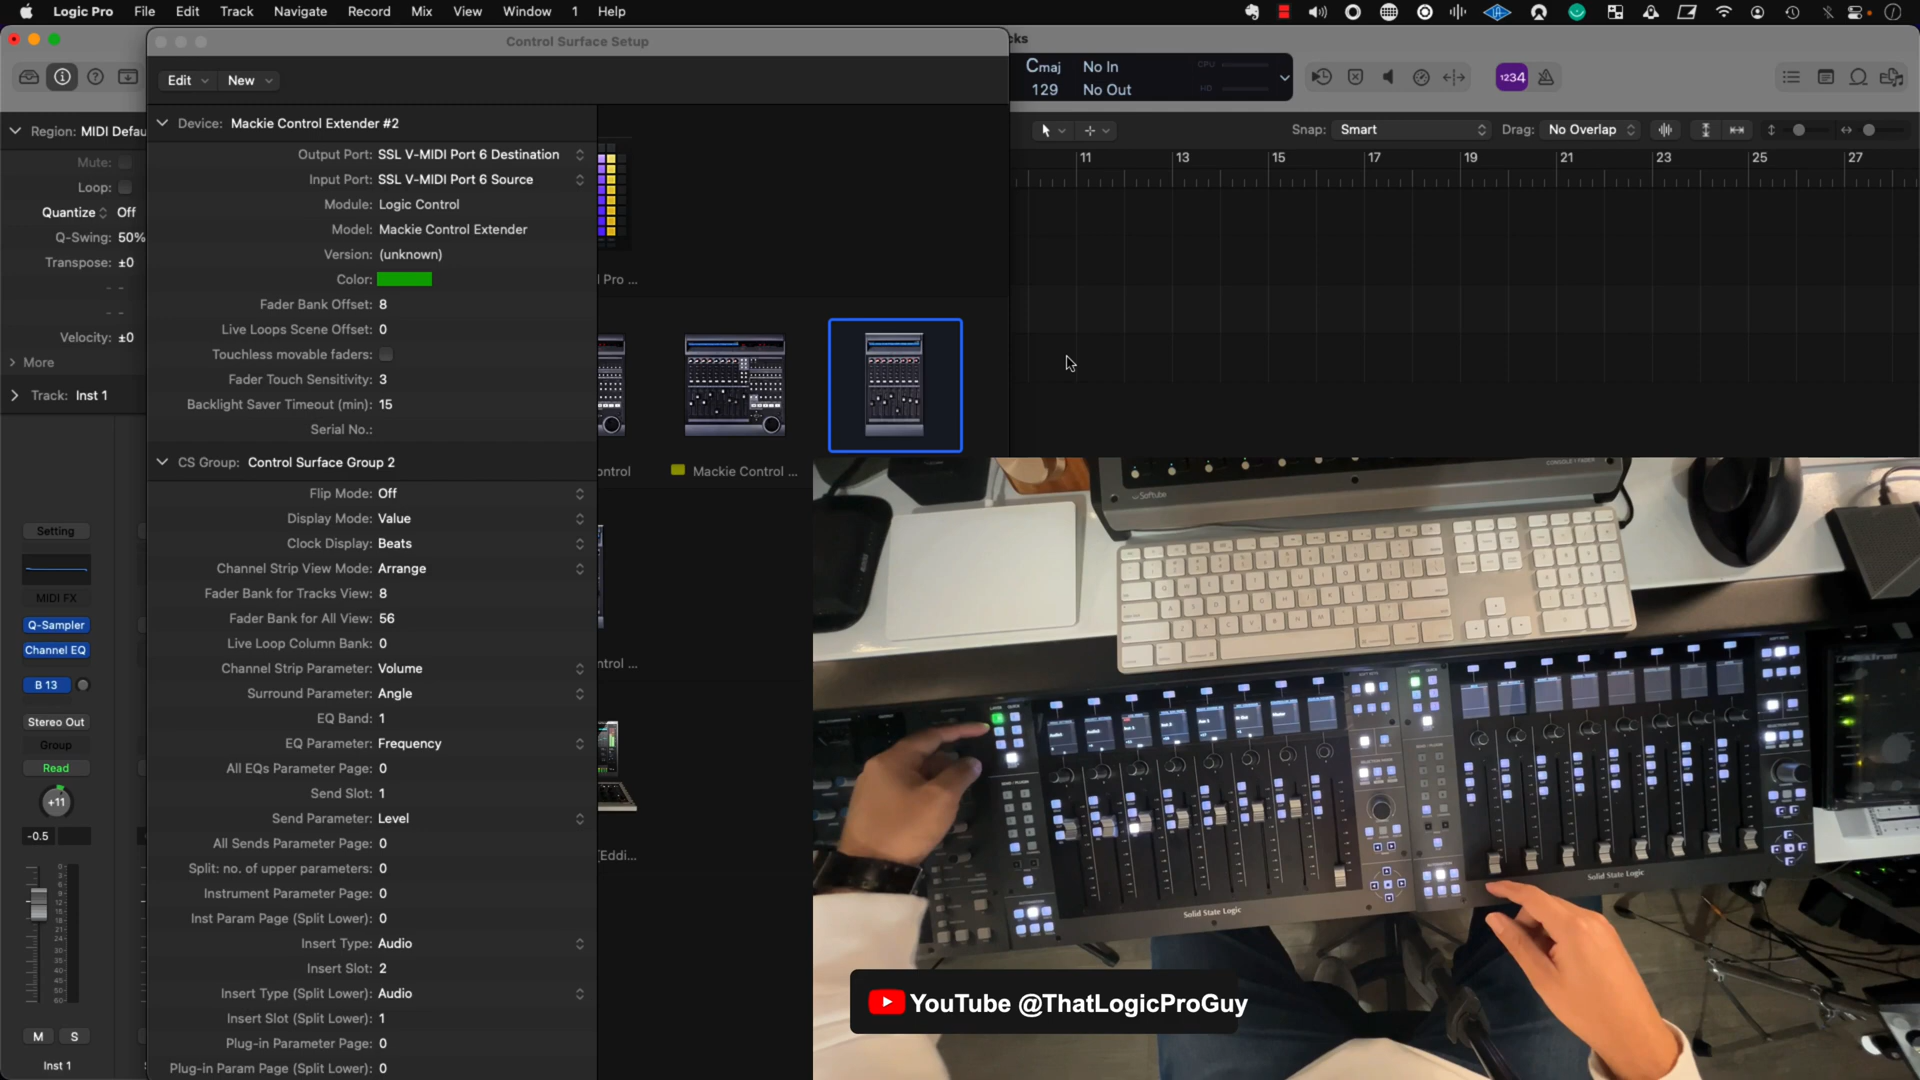 Logic Pro File Edit Track Navigate Record Mix View Window 1 Help
Control Surface Setup
cks
Edit New
Cmaj No In CPU
129 No Out HD
1234
Region: MIDI Defau
Mute:
Loop:
Quantize Off
Q-Swing: 50%
Transpose: ±0
Velocity: ±0
More
Track: Inst 1
Device: Mackie Control Extender #2
Output Port: SSL V-MIDI Port 6 Destination
Input Port: SSL V-MIDI Port 6 Source
Module: Logic Control
Model: Mackie Control Extender
Version: (unknown)
Color:
Fader Bank Offset: 8
Live Loops Scene Offset: 0
Touchless movable faders:
Fader Touch Sensitivity: 3
Backlight Saver Timeout (min): 15
Serial No.:
CS Group: Control Surface Group 2
Flip Mode: Off
Display Mode: Value
Clock Display: Beats
Channel Strip View Mode: Arrange
Fader Bank for Tracks View: 8
Fader Bank for All View: 56
Live Loop Column Bank: 0
Channel Strip Parameter: Volume
Surround Parameter: Angle
EQ Band: 1
EQ Parameter: Frequency
All EQs Parameter Page: 0
Send Slot: 1
Send Parameter: Level
All Sends Parameter Page: 0
Split: no. of upper parameters: 0
Instrument Parameter Page: 0
Inst Param Page (Split Lower): 0
Insert Type: Audio
Insert Slot: 2
Insert Type (Split Lower): Audio
Insert Slot (Split Lower): 1
Plug-in Parameter Page: 0
Plug-in Param Page (Split Lower): 0
Setting
MIDI FX
Q-Sampler
Channel EQ
B 13
Stereo Out
Group
Read
+11
-0.5
M S
Inst 1
l Pro ...
ontrol
Mackie Control ...
ntrol ...
[Eddi...
Snap: Smart Drag: No Overlap
11 13 15 17 19 21 23 25 27
Softube
CONSOLE 1 FADER
Solid State Logic
Solid State Logic
YouTube @ThatLogicProGuy